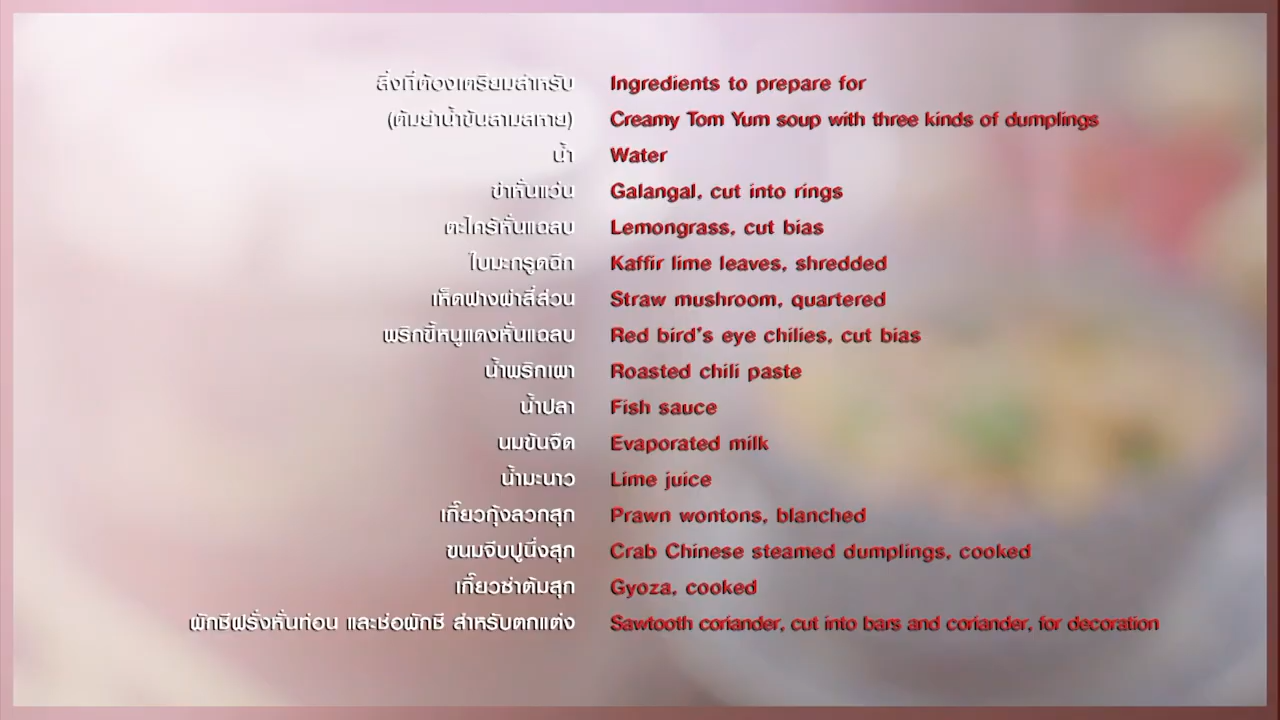 สิ่งที่ต้องเตรียมสำหรับ Ingredients to prepare for
(ต้มยำน้ำข้นสามสหาย) Creamy Tom Yum soup with three kinds of dumplings
น้ำ Water
ข่าหั่นแว่น Galangal, cut into rings
ตะไคร้หั่นแฉลบ Lemongrass, cut bias
ใบมะกรูดฉีก Kaffir lime leaves, shredded
เห็ดฟางผ่าสี่ส่วน Straw mushroom, quartered
พริกขี้หนูแดงหั่นแฉลบ Red bird's eye chilies, cut bias
น้ำพริกเผา Roasted chili paste
น้ำปลา Fish sauce
นมข้นจืด Evaporated milk
น้ำมะนาว Lime juice
เกี๊ยวกุ้งลวกสุก Prawn wontons, blanched
ขนมจีบปูนึ่งสุก Crab Chinese steamed dumplings, cooked
เกี๊ยวซ่าต้มสุก Gyoza, cooked
ผักชีฝรั่งหั่นท่อน และช่อผักชี สำหรับตกแต่ง Sawtooth coriander, cut into bars and coriander, for decoration